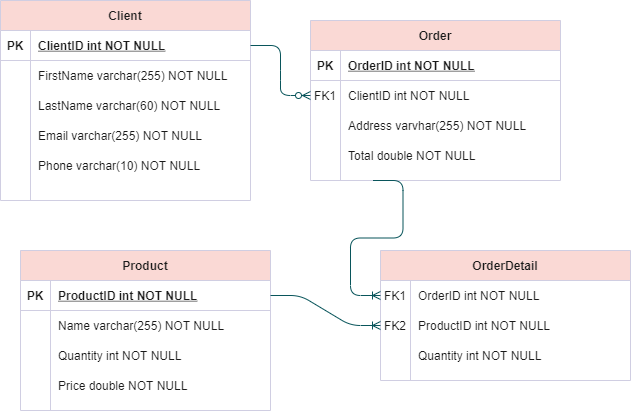 Client
PK ClientID int NOT NULL
FirstName varchar(255) NOT NULL
LastName varchar(60) NOT NULL
Email varchar(255) NOT NULL
Phone varchar(10) NOT NULL
Order
PK OrderID int NOT NULL
FK1 ClientID int NOT NULL
Address varvhar(255) NOT NULL
Total double NOT NULL
Product
PK ProductID int NOT NULL
Name varchar(255) NOT NULL
Quantity int NOT NULL
Price double NOT NULL
OrderDetail
FK1 OrderID int NOT NULL
FK2 ProductID int NOT NULL
Quantity int NOT NULL